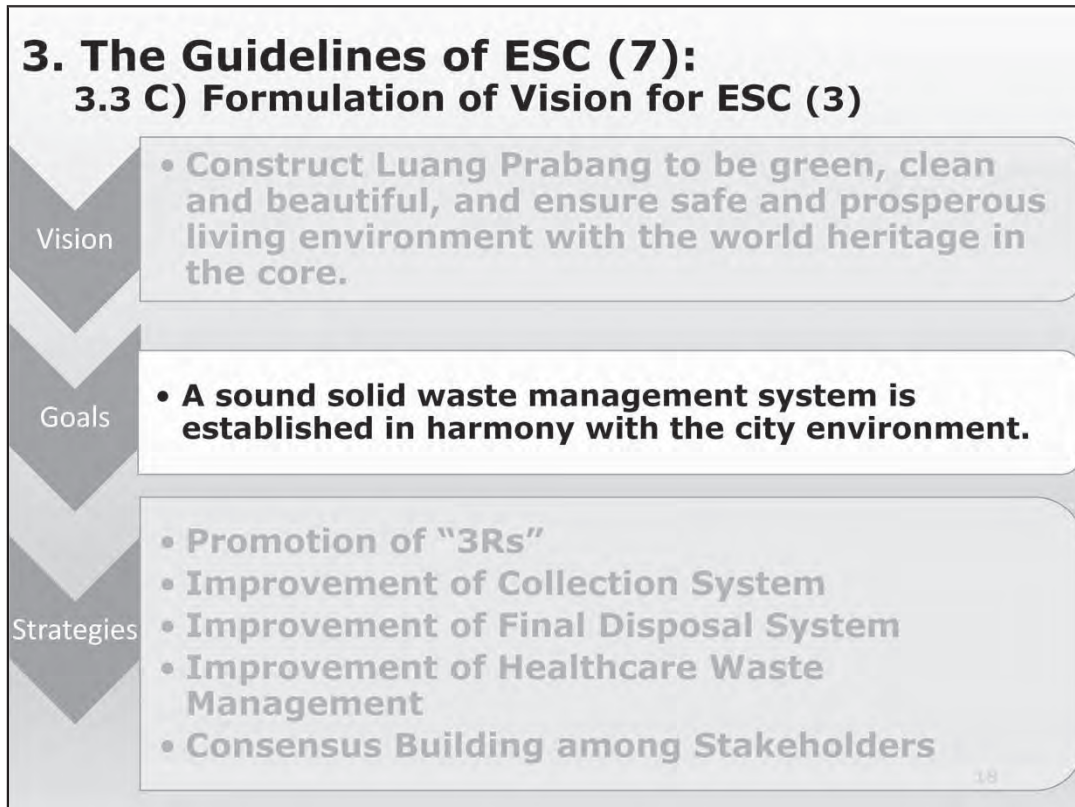 3. The Guidelines of ESC (7):
3.3 C) Formulation of Vision for ESC (3)
Vision
• Construct Luang Prabang to be green, clean
and beautiful, and ensure safe and prosperous
living environment with the world heritage in
the core.
Goals
• A sound solid waste management system is
established in harmony with the city environment.
Strategies
• Promotion of “3Rs”
• Improvement of Collection System
• Improvement of Final Disposal System
• Improvement of Healthcare Waste
Management
• Consensus Building among Stakeholders
18